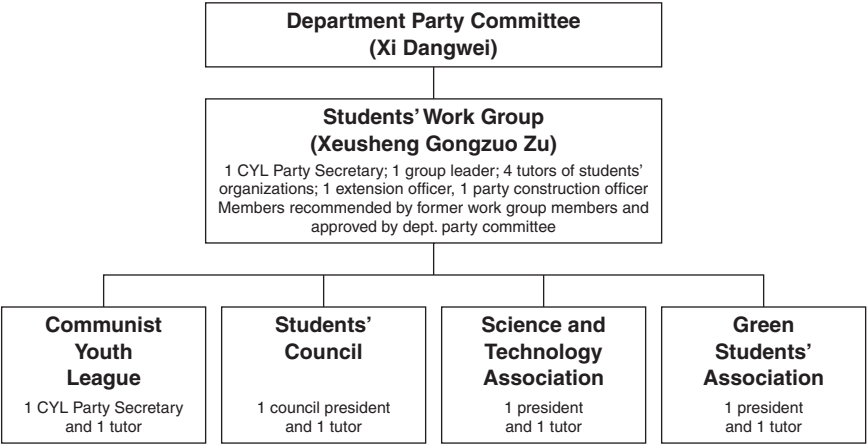 Department Party Committee
(Xi Dangwei)
Students' Work Group
(Xeusheng Gongzuo Zu)
1 CYL Party Secretary; 1 group leader; 4 tutors of students'
organizations; 1 extension officer, 1 party construction officer
Members recommended by former work group members and
approved by dept. party committee
Communist
Youth
League
1 CYL Party Secretary
and 1 tutor
Students'
Council
1 council president
and 1 tutor
Science and
Technology
Association
1 president
and 1 tutor
Green
Students'
Association
1 president
and 1 tutor